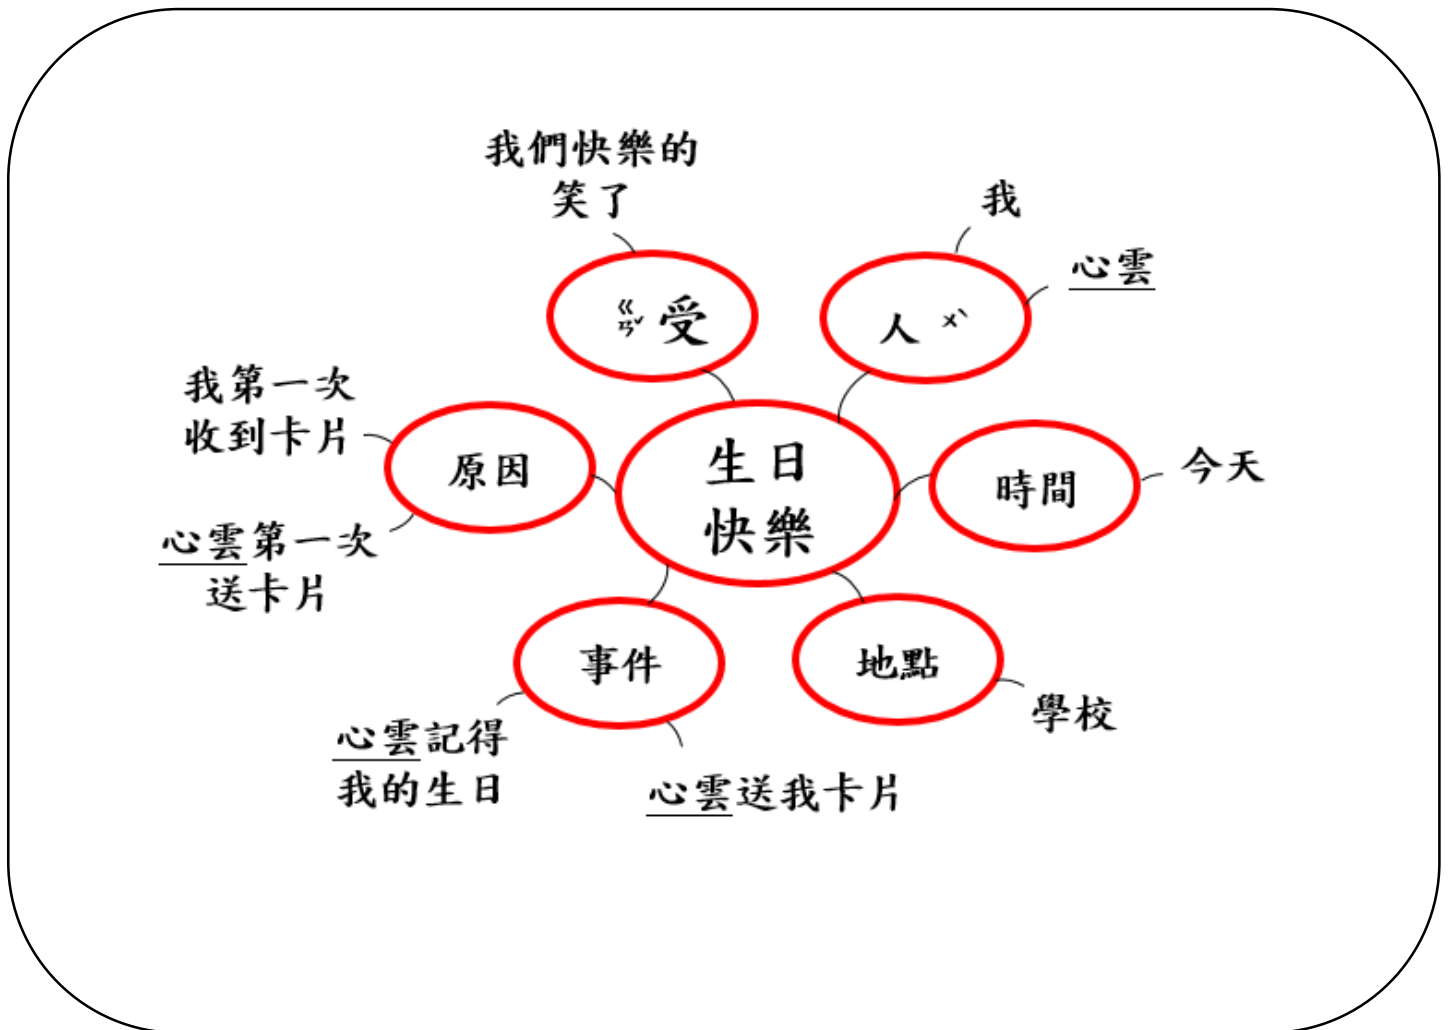 我們快樂的
笑了
我
心雲
ㄍㄢˇ受
人ㄨˋ
我第一次
收到卡片
原因
生日
快樂
時間
今天
心雲第一次
送卡片
事件
地點
心雲記得
我的生日
學校
心雲送我卡片